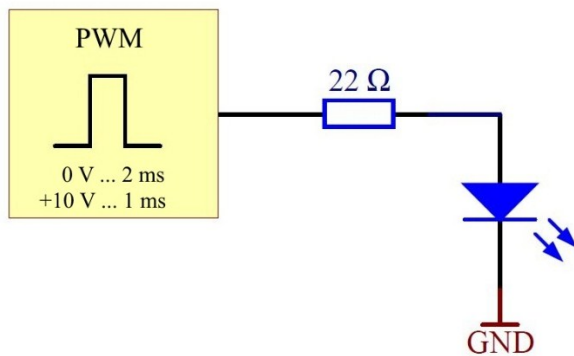 PWM
0 V ... 2 ms
+10 V ... 1 ms
22 Ω
GND